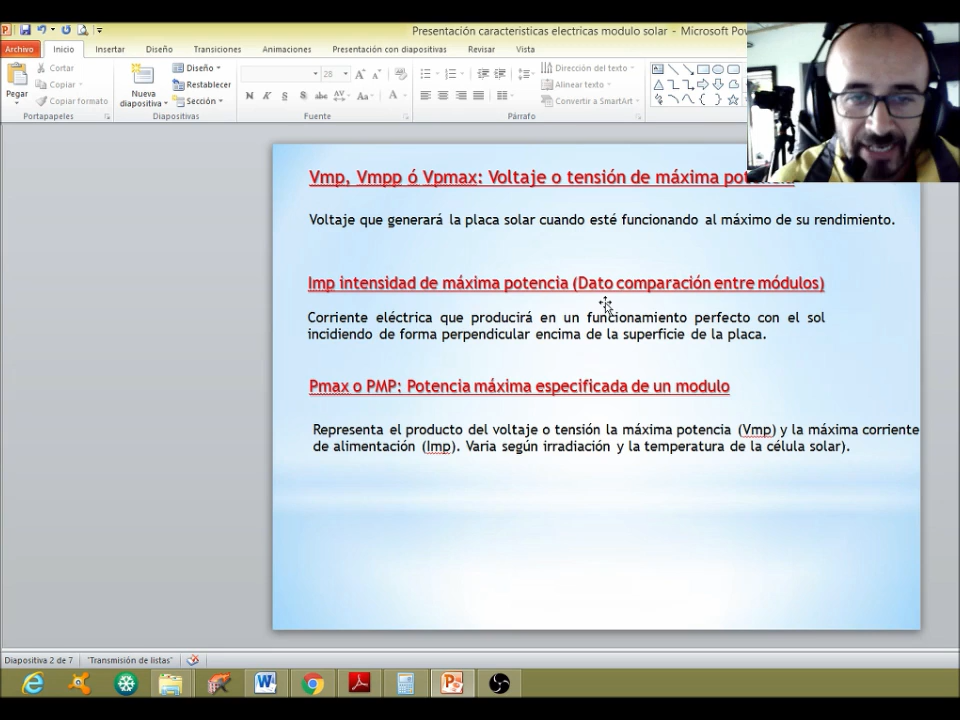 Presentación caracteristicas electricas modulo solar - Microsoft Pow
Archivo Inicio Insertar Diseño Transiciones Animaciones Presentación con diapositivas Revisar Vista
Pegar
Cortar
Copiar
Copiar formato
Portapapeles
Nueva
diapositiva
Diseño
Restablecer
Sección
Diapositivas
28
N K S S abc AV Aa A
Fuente
Dirección del texto
Alinear texto
Convertir a SmartArt
Párrafo
Vmp, Vmpp ó Vpmax: Voltaje o tensión de máxima
Voltaje que generará la placa solar cuando esté funcionando al máximo de su rendimiento.
Imp intensidad de máxima potencia (Dato comparación entre módulos)
Corriente eléctrica que producirá en un funcionamiento perfecto con el sol
incidiendo de forma perpendicular encima de la superficie de la placa.
Pmax o PMP: Potencia máxima especificada de un modulo
Representa el producto del voltaje o tensión la máxima potencia (Vmp) y la máxima corriente
de alimentación (Imp). Varia según irradiación y la temperatura de la célula solar).
Diapositiva 2 de 7 "Transmisión de listas"